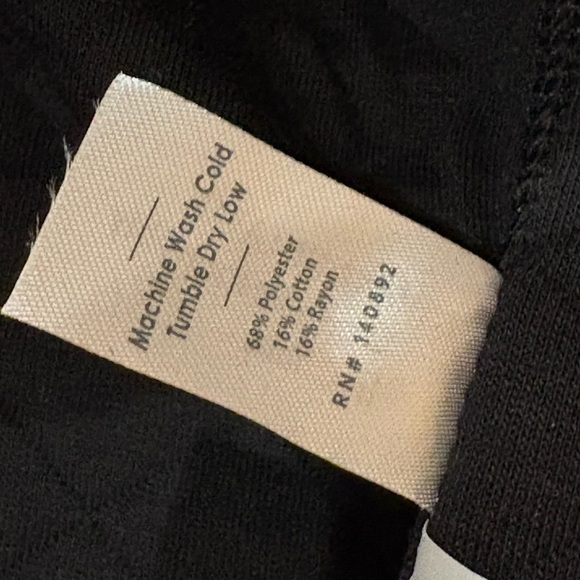 Machine Wash Cold
Tumble Dry Low
68% Polyester
16% Cotton
16% Rayon
RN# 140892